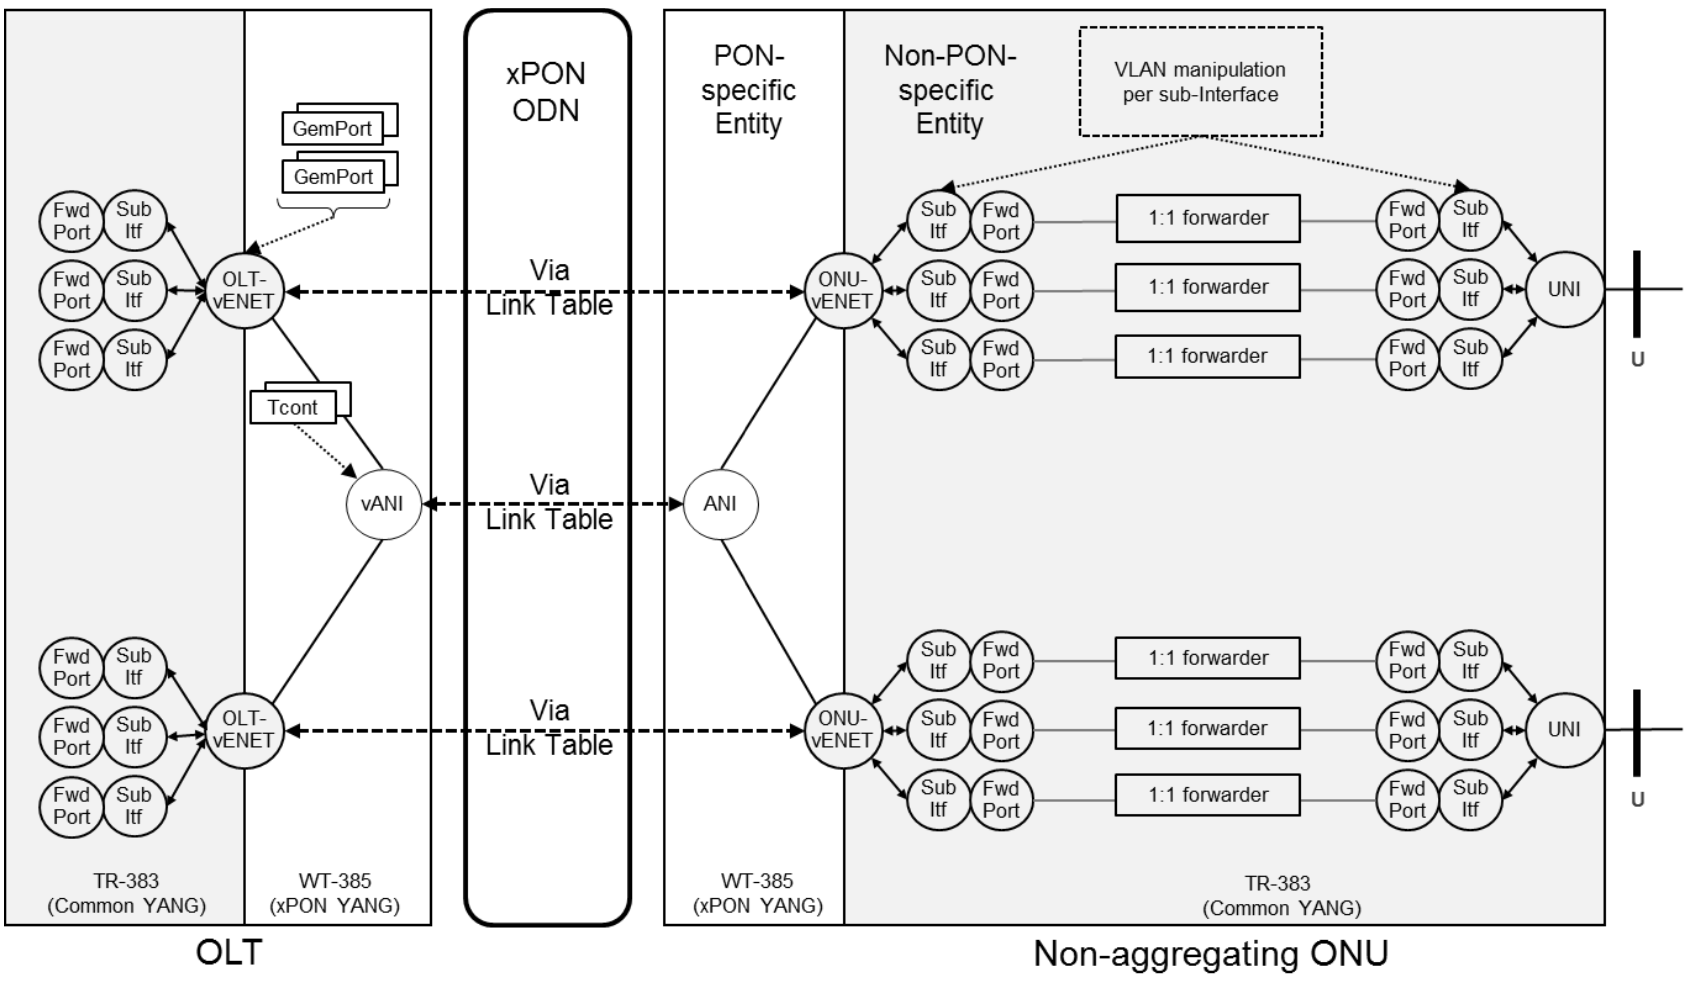 xPON
ODN
PON-
specific
Entity
Non-PON-
specific
Entity
VLAN manipulation
per sub-Interface
GemPort
GemPort
Fwd
Port
Sub
Itf
Fwd
Port
Sub
Itf
Fwd
Port
Sub
Itf
OLT-
vENET
Via
Link Table
ONU-
vENET
Sub
Itf
Fwd
Port
1:1 forwarder
Fwd
Port
Sub
Itf
Sub
Itf
Fwd
Port
1:1 forwarder
Fwd
Port
Sub
Itf
Sub
Itf
Fwd
Port
1:1 forwarder
Fwd
Port
Sub
Itf
UNI
U
Tcont
vANI
Via
Link Table
ANI
Fwd
Port
Sub
Itf
Fwd
Port
Sub
Itf
Fwd
Port
Sub
Itf
OLT-
vENET
Via
Link Table
ONU-
vENET
Sub
Itf
Fwd
Port
1:1 forwarder
Fwd
Port
Sub
Itf
Sub
Itf
Fwd
Port
1:1 forwarder
Fwd
Port
Sub
Itf
Sub
Itf
Fwd
Port
1:1 forwarder
Fwd
Port
Sub
Itf
UNI
U
TR-383
(Common YANG)
WT-385
(xPON YANG)
WT-385
(xPON YANG)
TR-383
(Common YANG)
OLT
Non-aggregating ONU